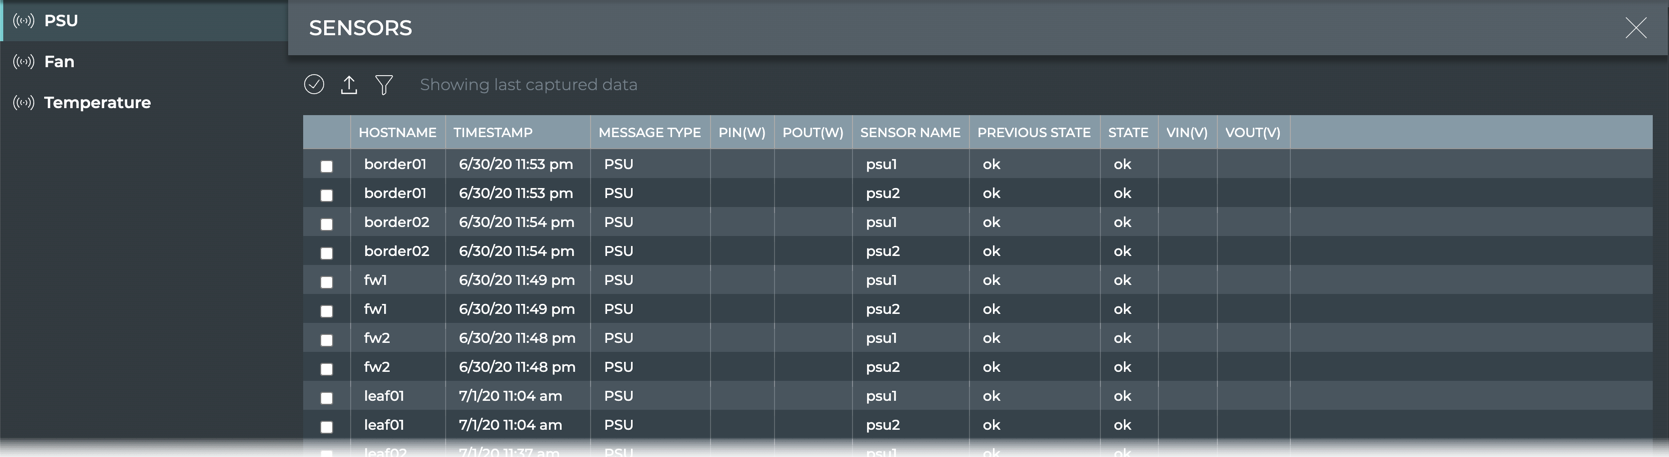 PSU
Fan
Temperature
SENSORS
Showing last captured data
HOSTNAME TIMESTAMP MESSAGE TYPE PIN(W) POUT(W) SENSOR NAME PREVIOUS STATE STATE VIN(V) VOUT(V)
border01 6/30/20 11:53 pm PSU psu1 ok ok
border01 6/30/20 11:53 pm PSU psu2 ok ok
border02 6/30/20 11:54 pm PSU psu1 ok ok
border02 6/30/20 11:54 pm PSU psu2 ok ok
fw1 6/30/20 11:49 pm PSU psu1 ok ok
fw1 6/30/20 11:49 pm PSU psu2 ok ok
fw2 6/30/20 11:48 pm PSU psu1 ok ok
fw2 6/30/20 11:48 pm PSU psu2 ok ok
leaf01 7/1/20 11:04 am PSU psu1 ok ok
leaf01 7/1/20 11:04 am PSU psu2 ok ok
leaf02 7/1/20 11:37 am PSU psu1 ok ok